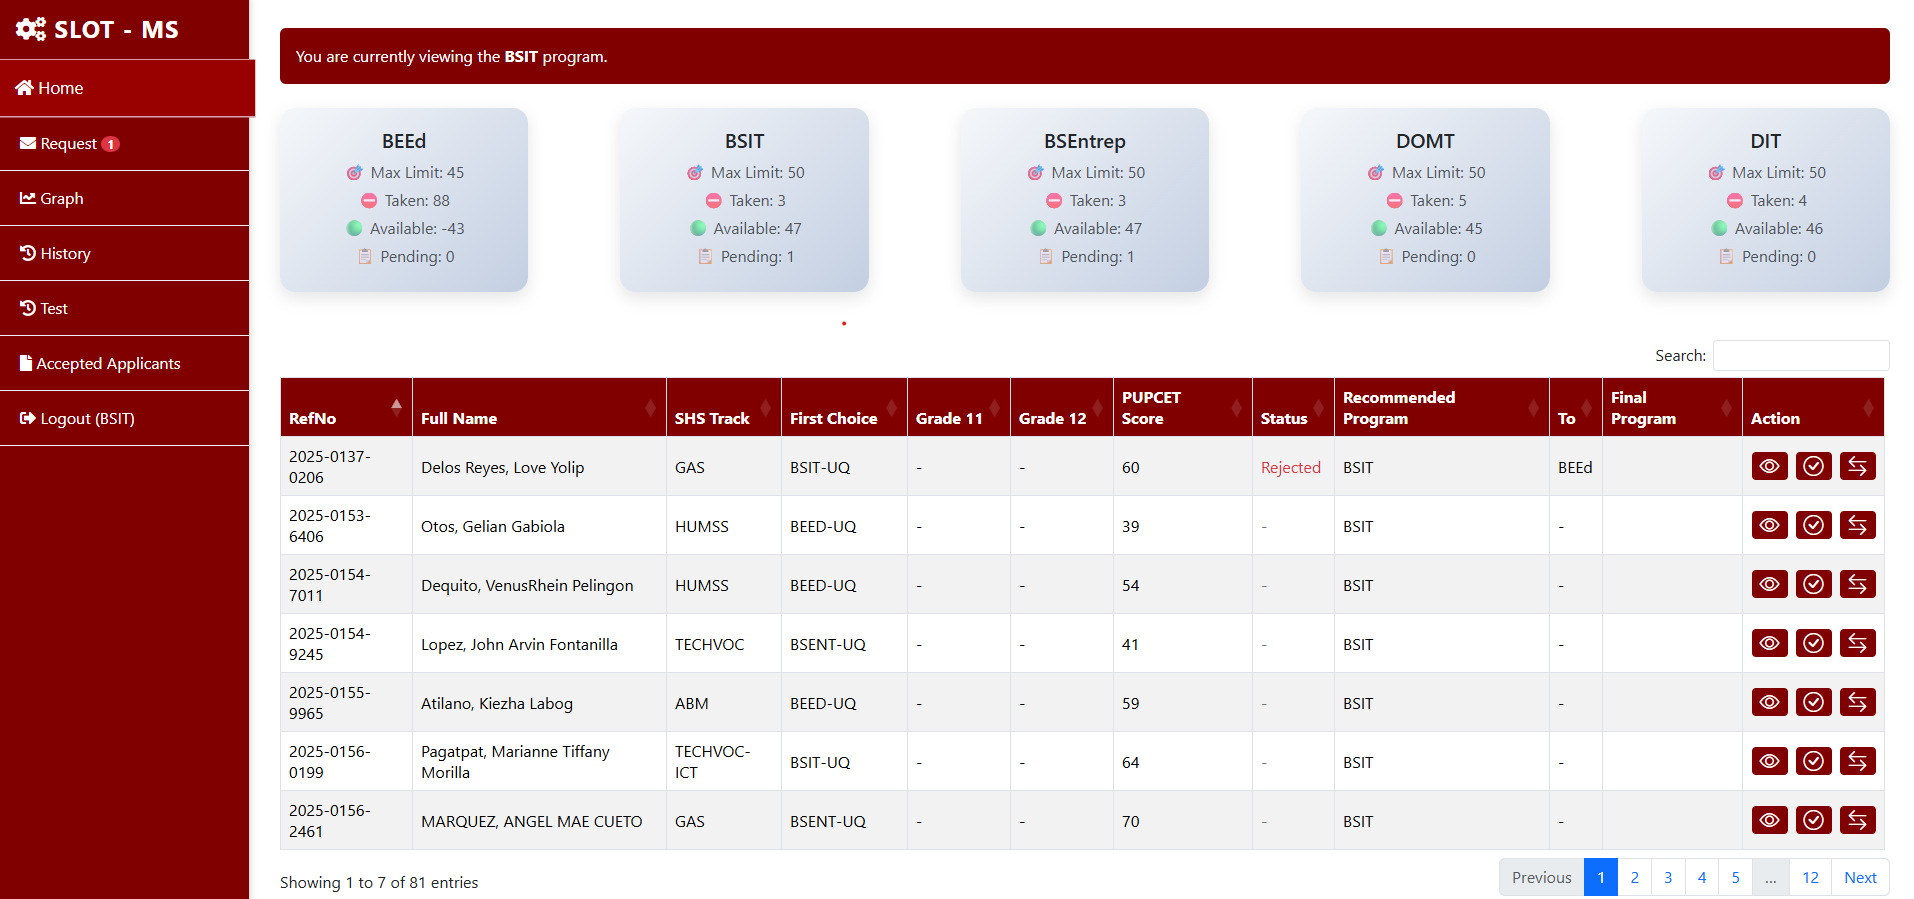 SLOT - MS
Home
Request 1
Graph
History
Test
Accepted Applicants
Logout (BSIT)
You are currently viewing the BSIT program.
BEEd
Max Limit: 45
Taken: 88
Available: -43
Pending: 0
BSIT
Max Limit: 50
Taken: 3
Available: 47
Pending: 1
BSEntrep
Max Limit: 50
Taken: 3
Available: 47
Pending: 1
DOMT
Max Limit: 50
Taken: 5
Available: 45
Pending: 0
DIT
Max Limit: 50
Taken: 4
Available: 46
Pending: 0
Search:
RefNo
Full Name
SHS Track
First Choice
Grade 11
Grade 12
PUPCET
Score
Status
Recommended
Program
To
Final
Program
Action
2025-0137-
0206
Delos Reyes, Love Yolip
GAS
BSIT-UQ
-
-
60
Rejected
BSIT
BEEd
2025-0153-
6406
Otos, Gelian Gabiola
HUMSS
BEED-UQ
-
-
39
-
BSIT
-
2025-0154-
7011
Dequito, VenusRhein Pelingon
HUMSS
BEED-UQ
-
-
54
-
BSIT
-
2025-0154-
9245
Lopez, John Arvin Fontanilla
TECHVOC
BSENT-UQ
-
-
41
-
BSIT
-
2025-0155-
9965
Atilano, Kiezha Labog
ABM
BEED-UQ
-
-
59
-
BSIT
-
2025-0156-
0199
Pagatpat, Marianne Tiffany
Morilla
TECHVOC-
ICT
BSIT-UQ
-
-
64
-
BSIT
-
2025-0156-
2461
MARQUEZ, ANGEL MAE CUETO
GAS
BSENT-UQ
-
-
70
-
BSIT
-
Showing 1 to 7 of 81 entries
Previous 1 2 3 4 5 ... 12 Next